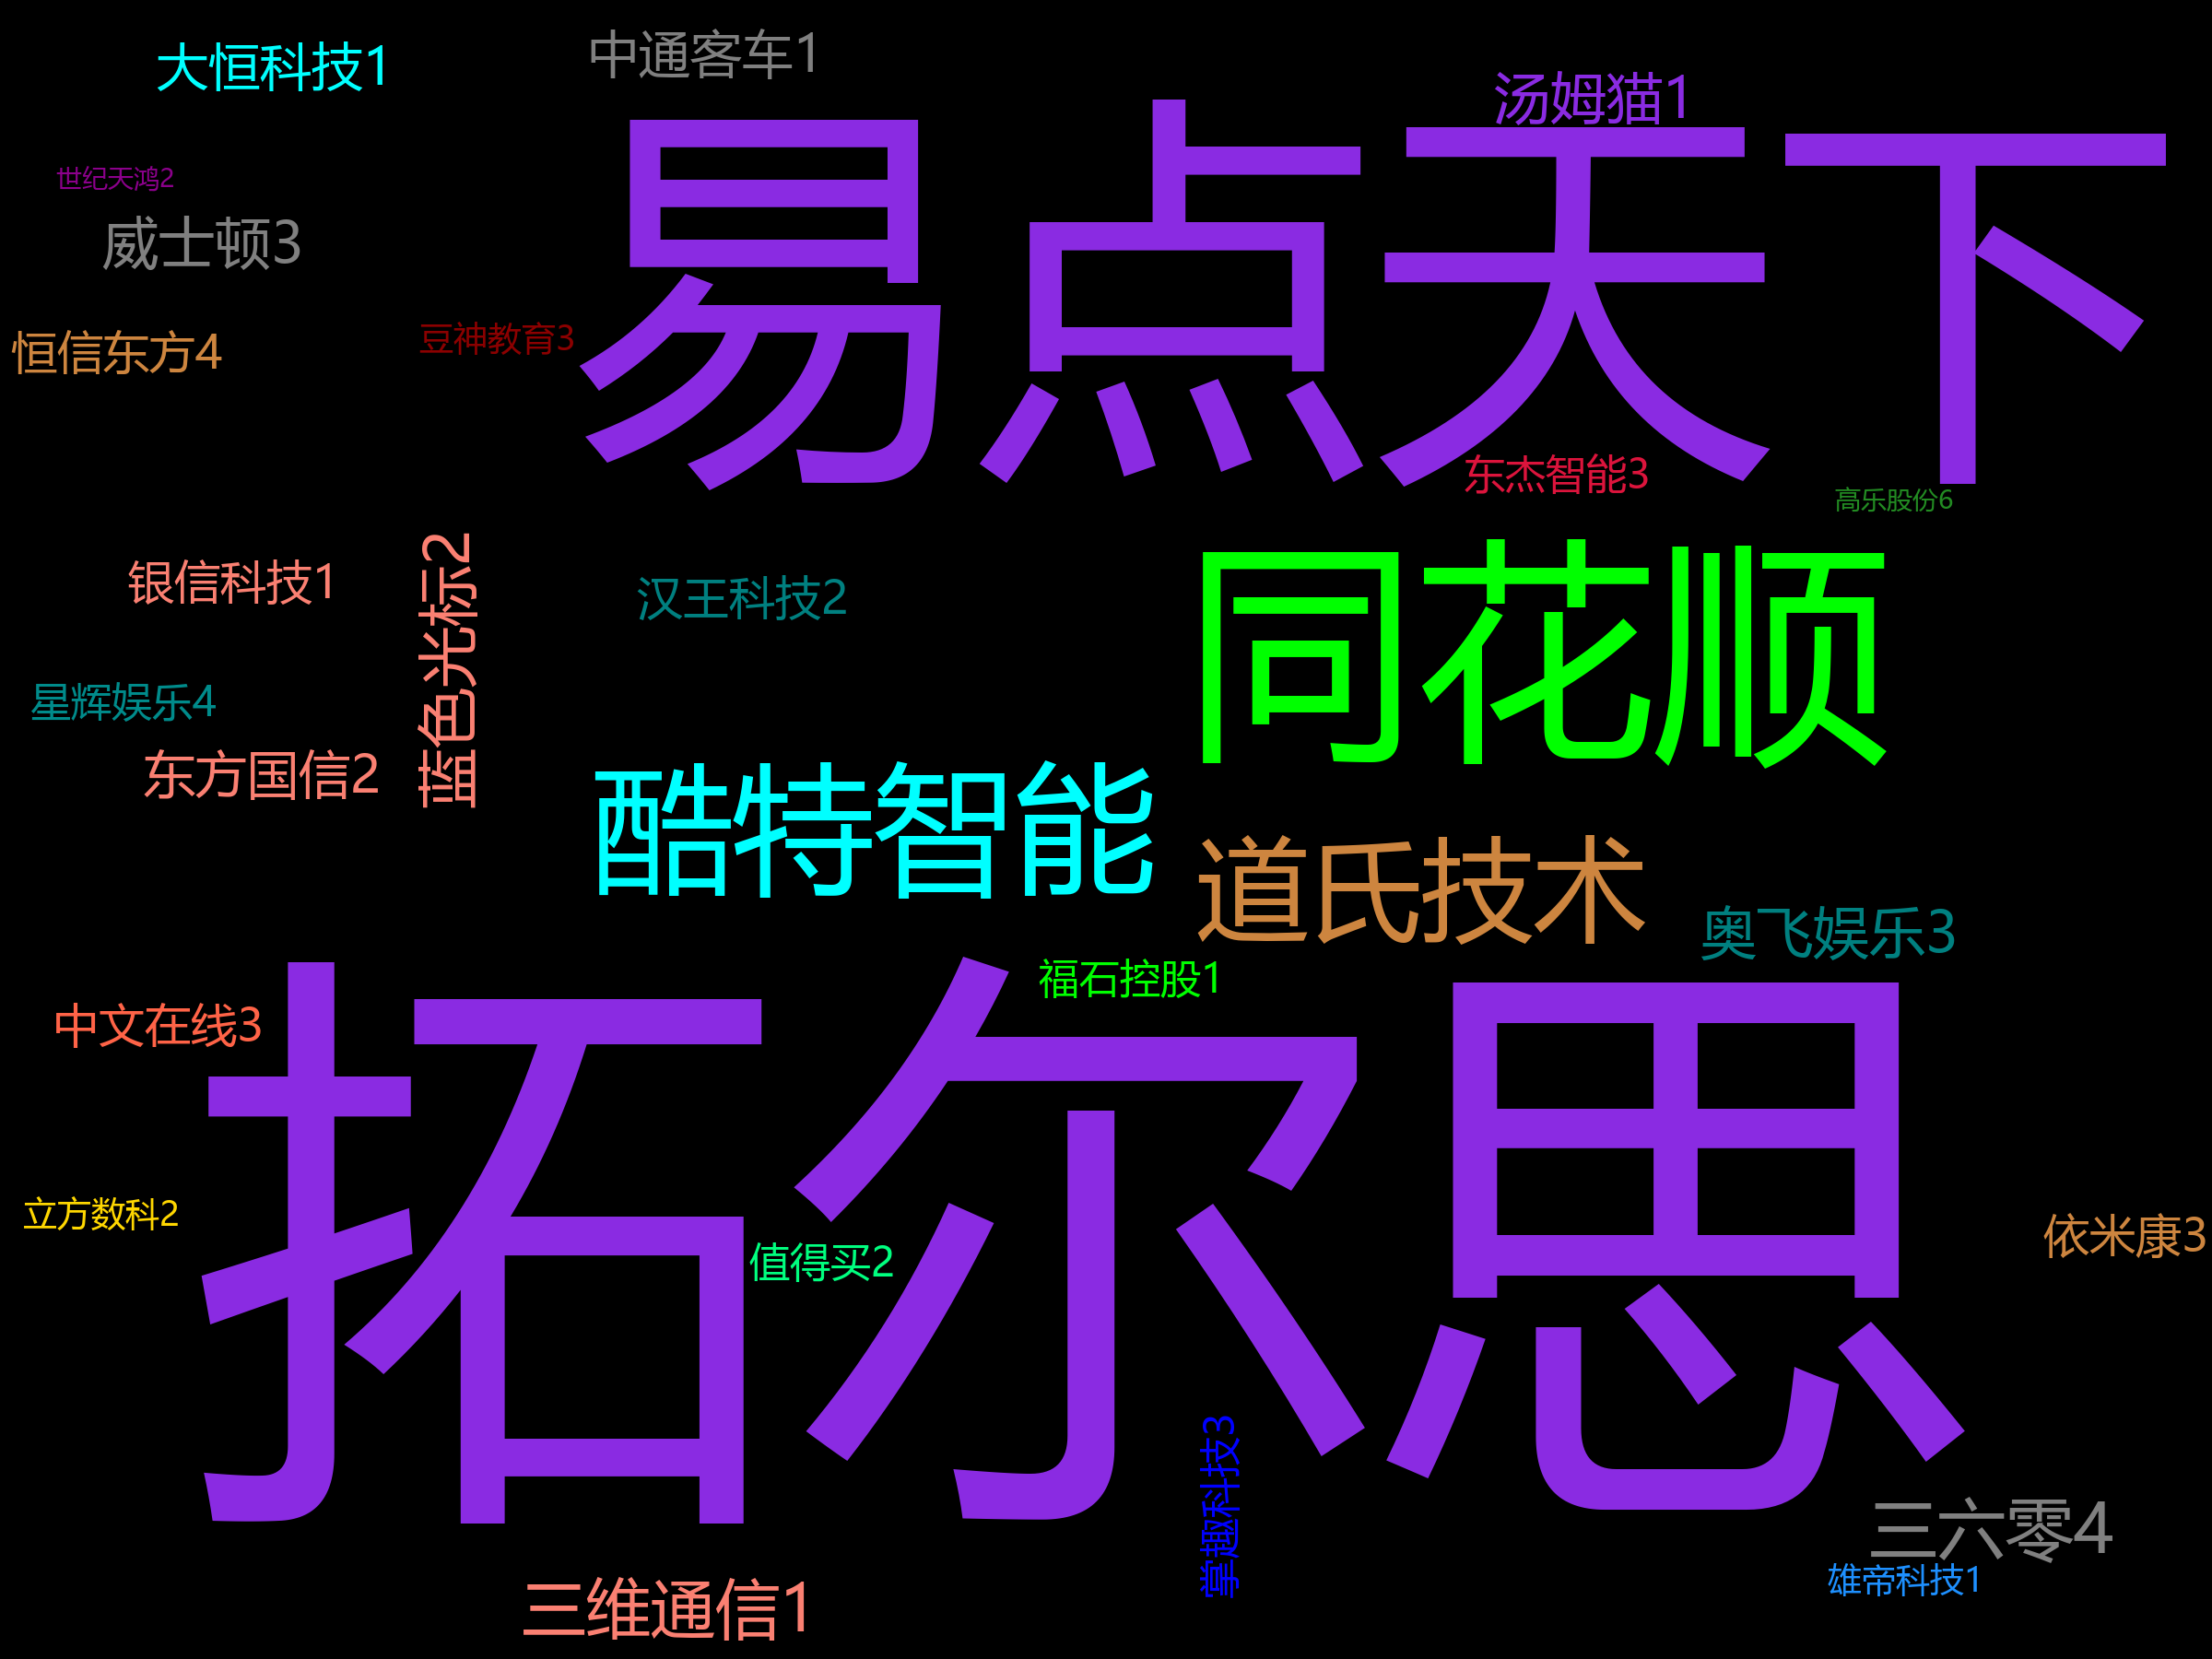 中通客车1
大恒科技1
汤姆猫1
易点天下
世纪天鸿2
威士顿3
豆神教育3
恒信东方4
东杰智能3
高乐股份6
同花顺
银信科技1
蓝色光标2
汉王科技2
星辉娱乐4
东方国信2
酷特智能
道氏技术
奥飞娱乐3
福石控股1
中文在线3
拓尔思
立方数科2
值得买2
依米康3
掌趣科技3
三六零4
雄帝科技1
三维通信1